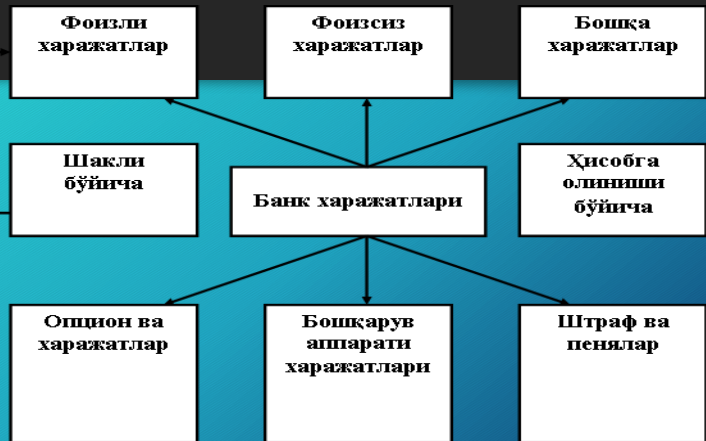 Фоизли
харажатлар
Фоизсиз
харажатлар
Бошқа
харажатлар
Шакли
бўйича
Банк харажатлари
Ҳисобга
олиниши
бўйича
Опцион ва
харажатлар
Бошқарув
аппарати
харажатлари
Штраф ва
пенялар